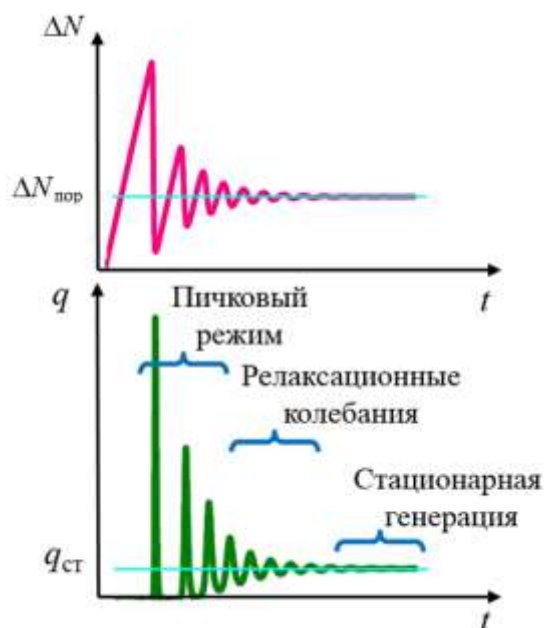 ΔN
ΔNпор
t
q
Пичковый
режим
Релаксационные
колебания
Стационарная
генерация
qст
t